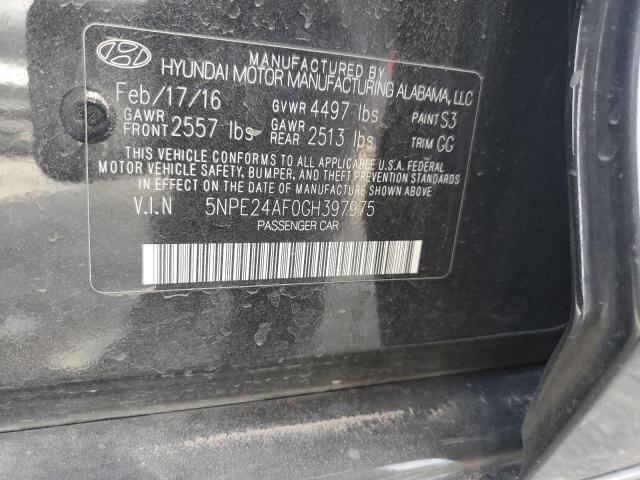 MANUFACTURED BY
HYUNDAI MOTOR MANUFACTURING ALABAMA, LLC
Feb/17/16 GVWR 4497 lbs PAINT S3
GAWR FRONT 2557 lbs GAWR REAR 2513 lbs TRIM GG
THIS VEHICLE CONFORMS TO ALL APPLICABLE U.S.A. FEDERAL
MOTOR VEHICLE SAFETY, BUMPER, AND THEFT PREVENTION STANDARDS
IN EFFECT ON THE DATE OF MANUFACTURE SHOWN ABOVE.
V.I.N 5NPE24AF0GH397975
PASSENGER CAR